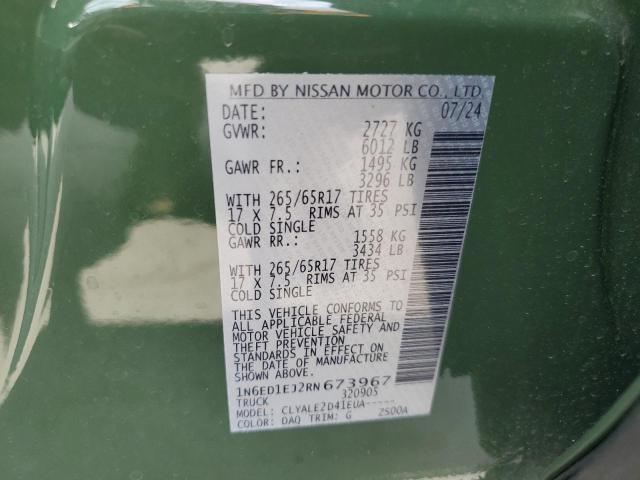 MFD BY NISSAN MOTOR CO., LTD
DATE: 07/24
GVWR: 2727 KG
6012 LB
GAWR FR.: 1495 KG
3296 LB
WITH 265/65R17 TIRES
17 X 7.5 RIMS AT 35 PSI
COLD SINGLE
GAWR RR.: 1558 KG
3434 LB
WITH 265/65R17 TIRES
17 X 7.5 RIMS AT 35 PSI
COLD SINGLE
THIS VEHICLE CONFORMS TO
ALL APPLICABLE FEDERAL
MOTOR VEHICLE SAFETY AND
THEFT PREVENTION
STANDARDS IN EFFECT ON
THE DATE OF MANUFACTURE
SHOWN ABOVE.
1N6ED1EJ2RN673967
TRUCK 320905
MODEL: CLYALE2D41EUA-----
COLOR: DAQ TRIM: G 2S00A